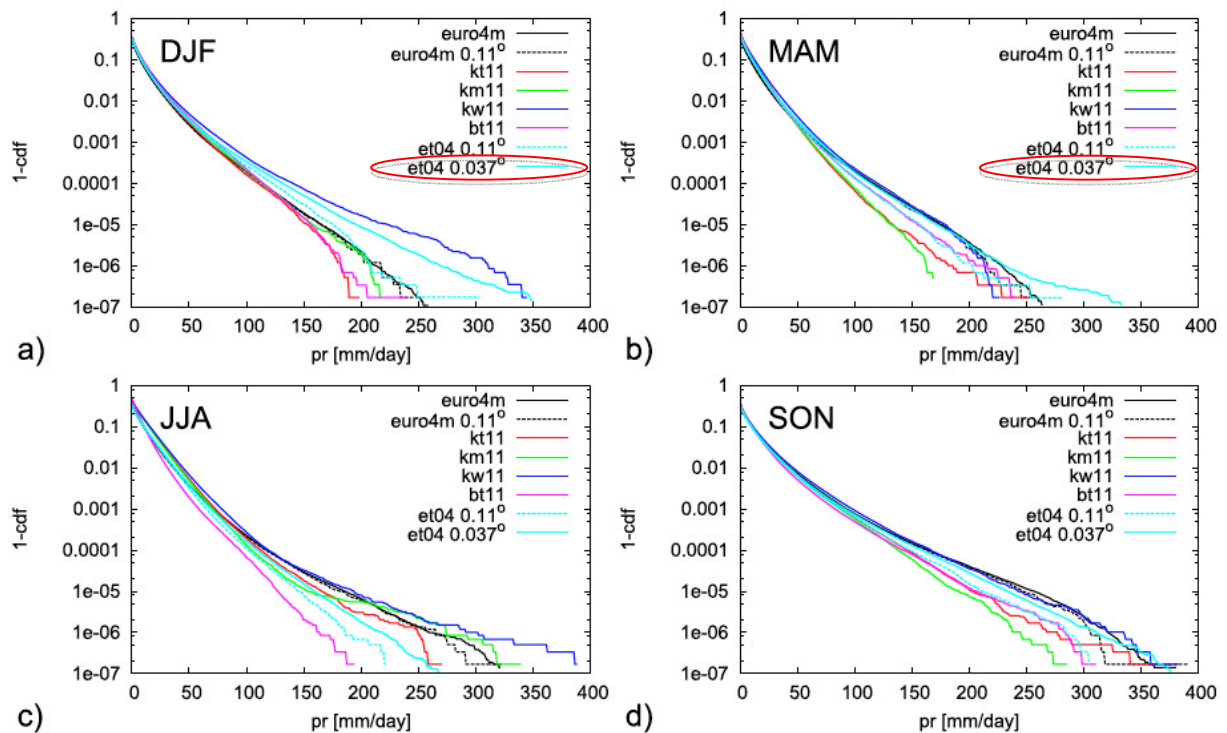 DJF
1
0.1
0.01
0.001
0.0001
1e-05
1e-06
1e-07
1-cdf
euro4m
euro4m 0.11°
kt11
km11
kw11
bt11
et04 0.11°
et04 0.037°
0 50 100 150 200 250 300 350 400
pr [mm/day]
a)
MAM
1
0.1
0.01
0.001
0.0001
1e-05
1e-06
1e-07
1-cdf
euro4m
euro4m 0.11°
kt11
km11
kw11
bt11
et04 0.11°
et04 0.037°
0 50 100 150 200 250 300 350 400
pr [mm/day]
b)
JJA
1
0.1
0.01
0.001
0.0001
1e-05
1e-06
1e-07
1-cdf
euro4m
euro4m 0.11°
kt11
km11
kw11
bt11
et04 0.11°
et04 0.037°
0 50 100 150 200 250 300 350 400
pr [mm/day]
c)
SON
1
0.1
0.01
0.001
0.0001
1e-05
1e-06
1e-07
1-cdf
euro4m
euro4m 0.11°
kt11
km11
kw11
bt11
et04 0.11°
et04 0.037°
0 50 100 150 200 250 300 350 400
pr [mm/day]
d)